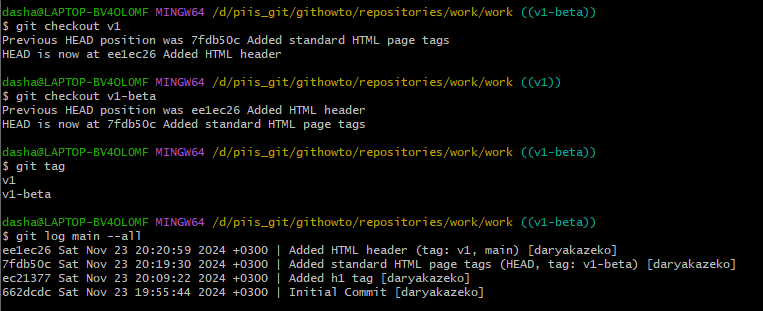 dasha@LAPTOP-BV4OL0MF MINGW64 /d/piis_git/githowto/repositories/work/work ((v1-beta))
$ git checkout v1
Previous HEAD position was 7fdb50c Added standard HTML page tags
HEAD is now at ee1ec26 Added HTML header
dasha@LAPTOP-BV4OL0MF MINGW64 /d/piis_git/githowto/repositories/work/work ((v1))
$ git checkout v1-beta
Previous HEAD position was ee1ec26 Added HTML header
HEAD is now at 7fdb50c Added standard HTML page tags
dasha@LAPTOP-BV4OL0MF MINGW64 /d/piis_git/githowto/repositories/work/work ((v1-beta))
$ git tag
v1
v1-beta
dasha@LAPTOP-BV4OL0MF MINGW64 /d/piis_git/githowto/repositories/work/work ((v1-beta))
$ git log main --all
ee1ec26 Sat Nov 23 20:20:59 2024 +0300 | Added HTML header (tag: v1, main) [daryakazeko]
7fdb50c Sat Nov 23 20:19:30 2024 +0300 | Added standard HTML page tags (HEAD, tag: v1-beta) [daryakazeko]
ec21377 Sat Nov 23 20:09:22 2024 +0300 | Added h1 tag [daryakazeko]
662dcdc Sat Nov 23 19:55:44 2024 +0300 | Initial Commit [daryakazeko]